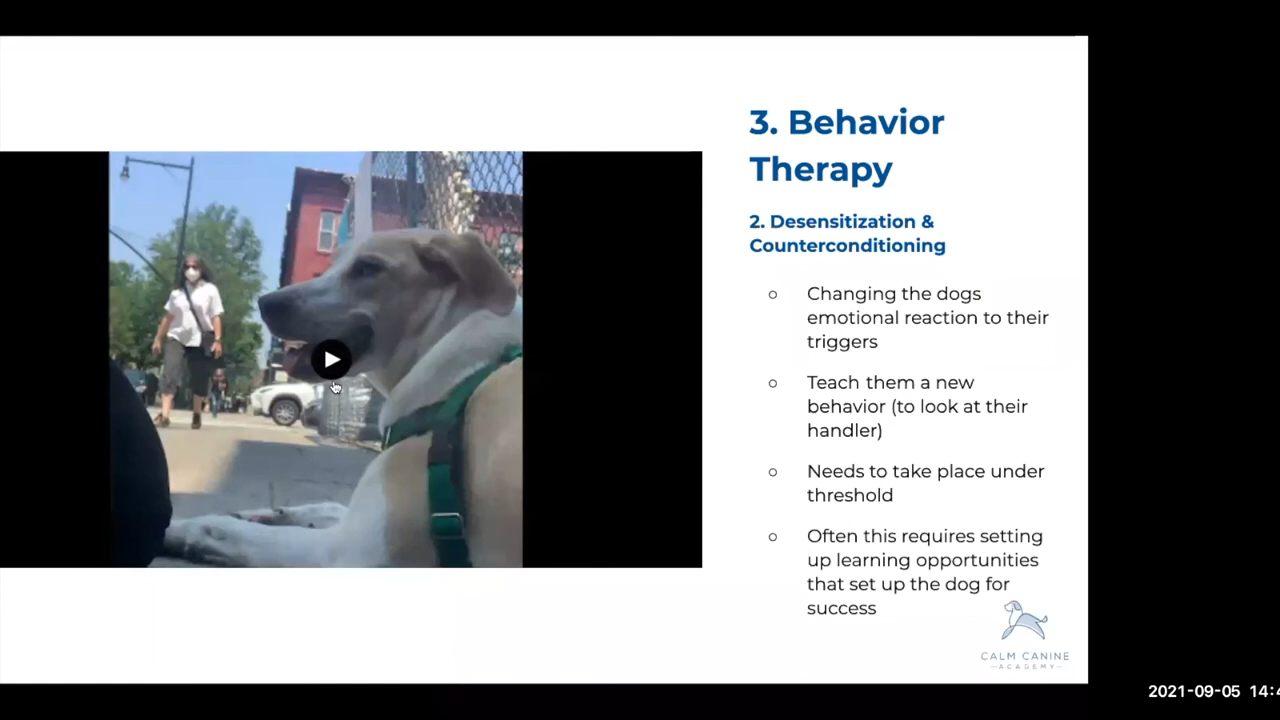 3. Behavior
Therapy
2. Desensitization &
Counterconditioning
○ Changing the dogs
emotional reaction to their
triggers
○ Teach them a new
behavior (to look at their
handler)
○ Needs to take place under
threshold
○ Often this requires setting
up learning opportunities
that set up the dog for
success
CALM CANINE
—ACADEMY—
2021-09-05 14:4